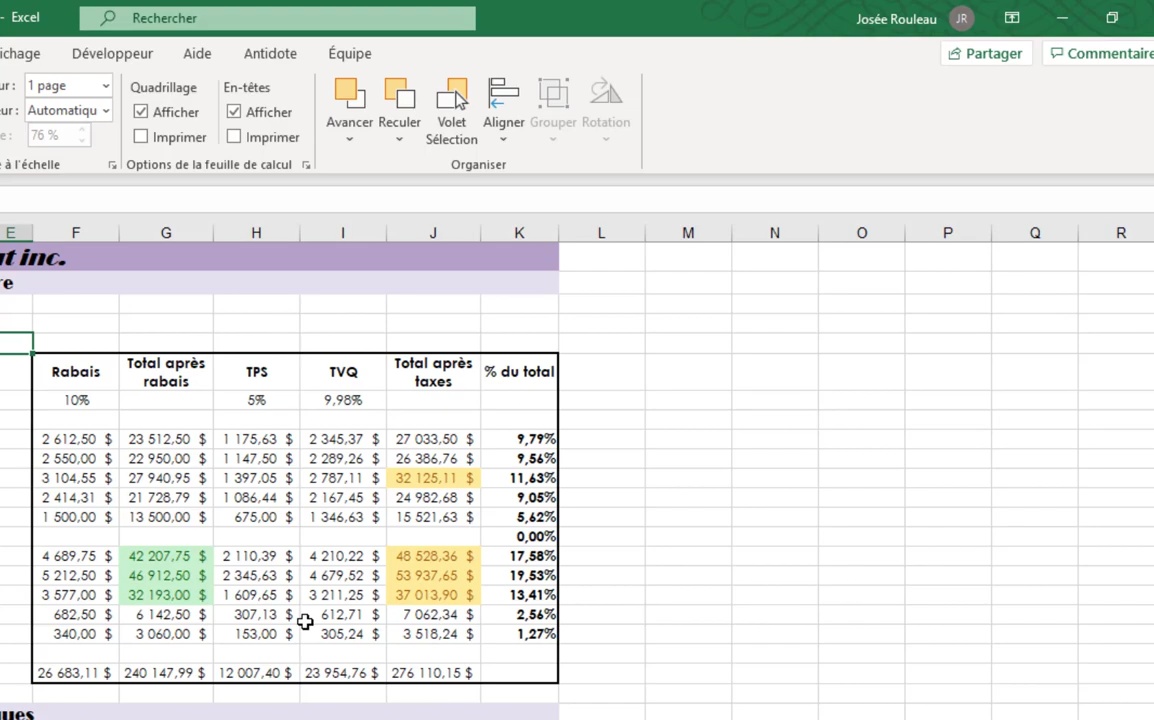 - Excel
Rechercher
Josée Rouleau JR
ichage Développeur Aide Antidote Équipe Partager Commentaire
ur : 1 page Quadrillage En-têtes
eur : Automatiqu Afficher Afficher Avancer Reculer Volet Sélection Aligner Grouper Rotation
e : 76 % Imprimer Imprimer
à l'échelle Options de la feuille de calcul Organiser
E F G H I J K L M N O P Q R
t inc.
re
Rabais Total après rabais TPS TVQ Total après taxes % du total
10% 5% 9,98%
2 612,50 $ 23 512,50 $ 1 175,63 $ 2 345,37 $ 27 033,50 $ 9,79%
2 550,00 $ 22 950,00 $ 1 147,50 $ 2 289,26 $ 26 386,76 $ 9,56%
3 104,55 $ 27 940,95 $ 1 397,05 $ 2 787,11 $ 32 125,11 $ 11,63%
2 414,31 $ 21 728,79 $ 1 086,44 $ 2 167,45 $ 24 982,68 $ 9,05%
1 500,00 $ 13 500,00 $ 675,00 $ 1 346,63 $ 15 521,63 $ 5,62%
0,00%
4 689,75 $ 42 207,75 $ 2 110,39 $ 4 210,22 $ 48 528,36 $ 17,58%
5 212,50 $ 46 912,50 $ 2 345,63 $ 4 679,52 $ 53 937,65 $ 19,53%
3 577,00 $ 32 193,00 $ 1 609,65 $ 3 211,25 $ 37 013,90 $ 13,41%
682,50 $ 6 142,50 $ 307,13 $ 612,71 $ 7 062,34 $ 2,56%
340,00 $ 3 060,00 $ 153,00 $ 305,24 $ 3 518,24 $ 1,27%
26 683,11 $ 240 147,99 $ 12 007,40 $ 23 954,76 $ 276 110,15 $
ques